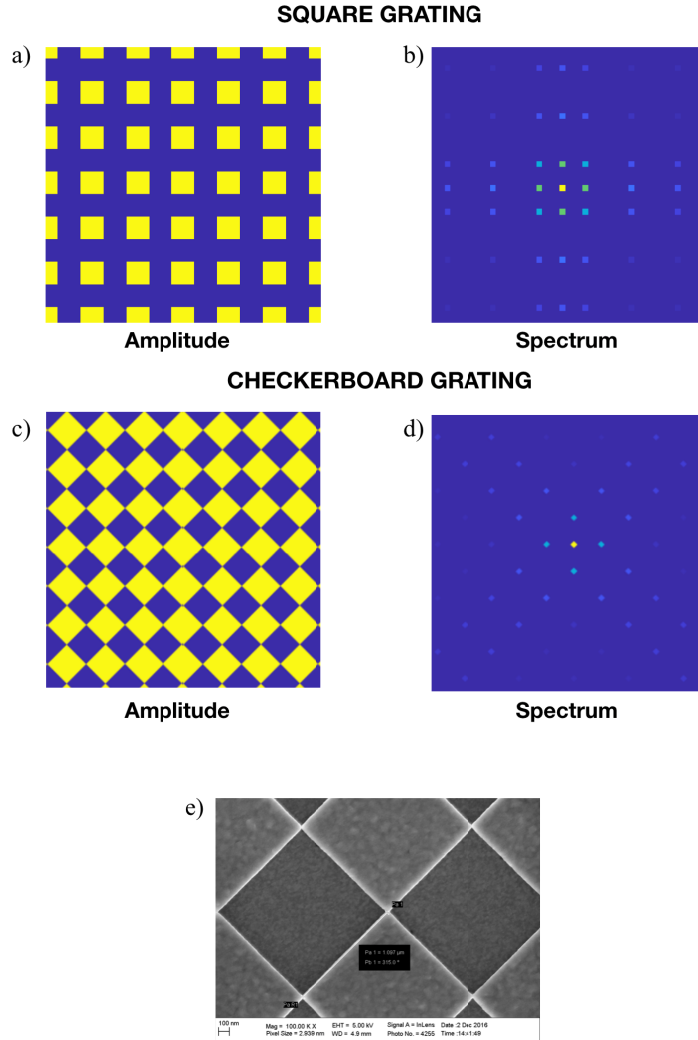 SQUARE GRATING
a)
b)
Amplitude
Spectrum
CHECKERBOARD GRATING
c)
d)
Amplitude
Spectrum
e)
Pa 1 = 1.097 µm
Pb 1 = 315.0 °
100 nm
Mag = 100.00 K X
EHT = 5.00 kV
Signal A = InLens
Date :2 Dic 2016
Pixel Size = 2.939 nm
WD = 4.9 mm
Photo No. = 4255
Time :14:41:49